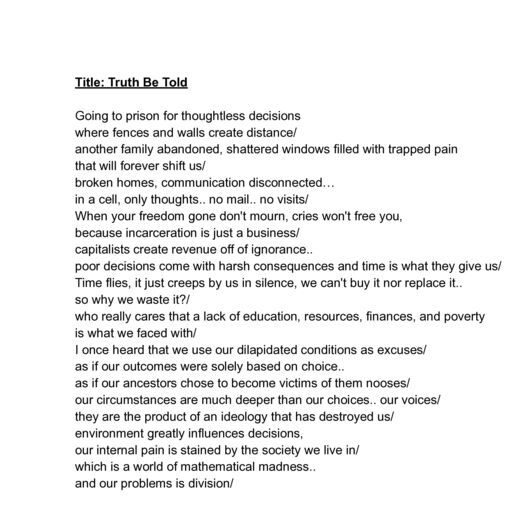 Title: Truth Be Told
Going to prison for thoughtless decisions
where fences and walls create distance/
another family abandoned, shattered windows filled with trapped pain
that will forever shift us/
broken homes, communication disconnected…
in a cell, only thoughts.. no mail.. no visits/
When your freedom gone don't mourn, cries won't free you,
because incarceration is just a business/
capitalists create revenue off of ignorance..
poor decisions come with harsh consequences and time is what they give us/
Time flies, it just creeps by us in silence, we can't buy it nor replace it..
so why we waste it?/
who really cares that a lack of education, resources, finances, and poverty
is what we faced with/
I once heard that we use our dilapidated conditions as excuses/
as if our outcomes were solely based on choice..
as if our ancestors chose to become victims of them nooses/
our circumstances are much deeper than our choices.. our voices/
they are the product of an ideology that has destroyed us/
environment greatly influences decisions,
our internal pain is stained by the society we live in/
which is a world of mathematical madness..
and our problems is division/